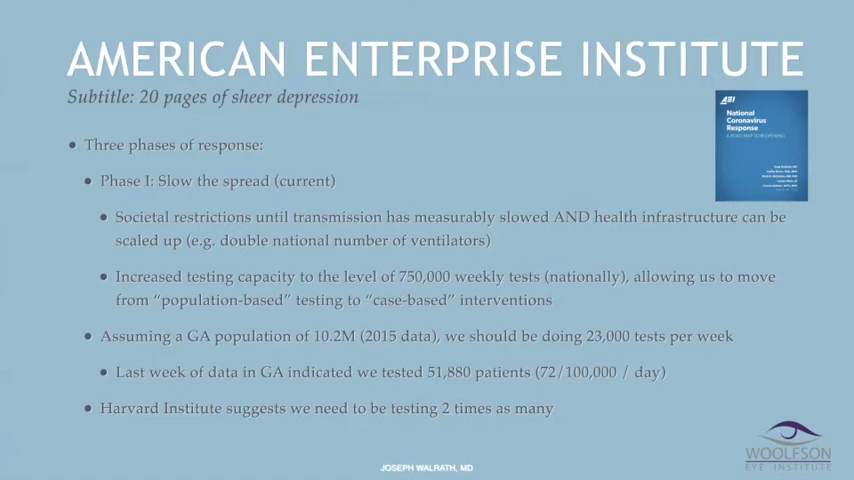 AMERICAN ENTERPRISE INSTITUTE
Subtitle: 20 pages of sheer depression
AEI
National
Coronavirus
Response
A ROAD MAP TO REOPENING
• Three phases of response:
• Phase I: Slow the spread (current)
• Societal restrictions until transmission has measurably slowed AND health infrastructure can be
scaled up (e.g. double national number of ventilators)
• Increased testing capacity to the level of 750,000 weekly tests (nationally), allowing us to move
from “population-based” testing to “case-based” interventions
• Assuming a GA population of 10.2M (2015 data), we should be doing 23,000 tests per week
• Last week of data in GA indicated we tested 51,880 patients (72/100,000 / day)
• Harvard Institute suggests we need to be testing 2 times as many
WOOLFSON
EYE INSTITUTE
JOSEPH WALRATH, MD